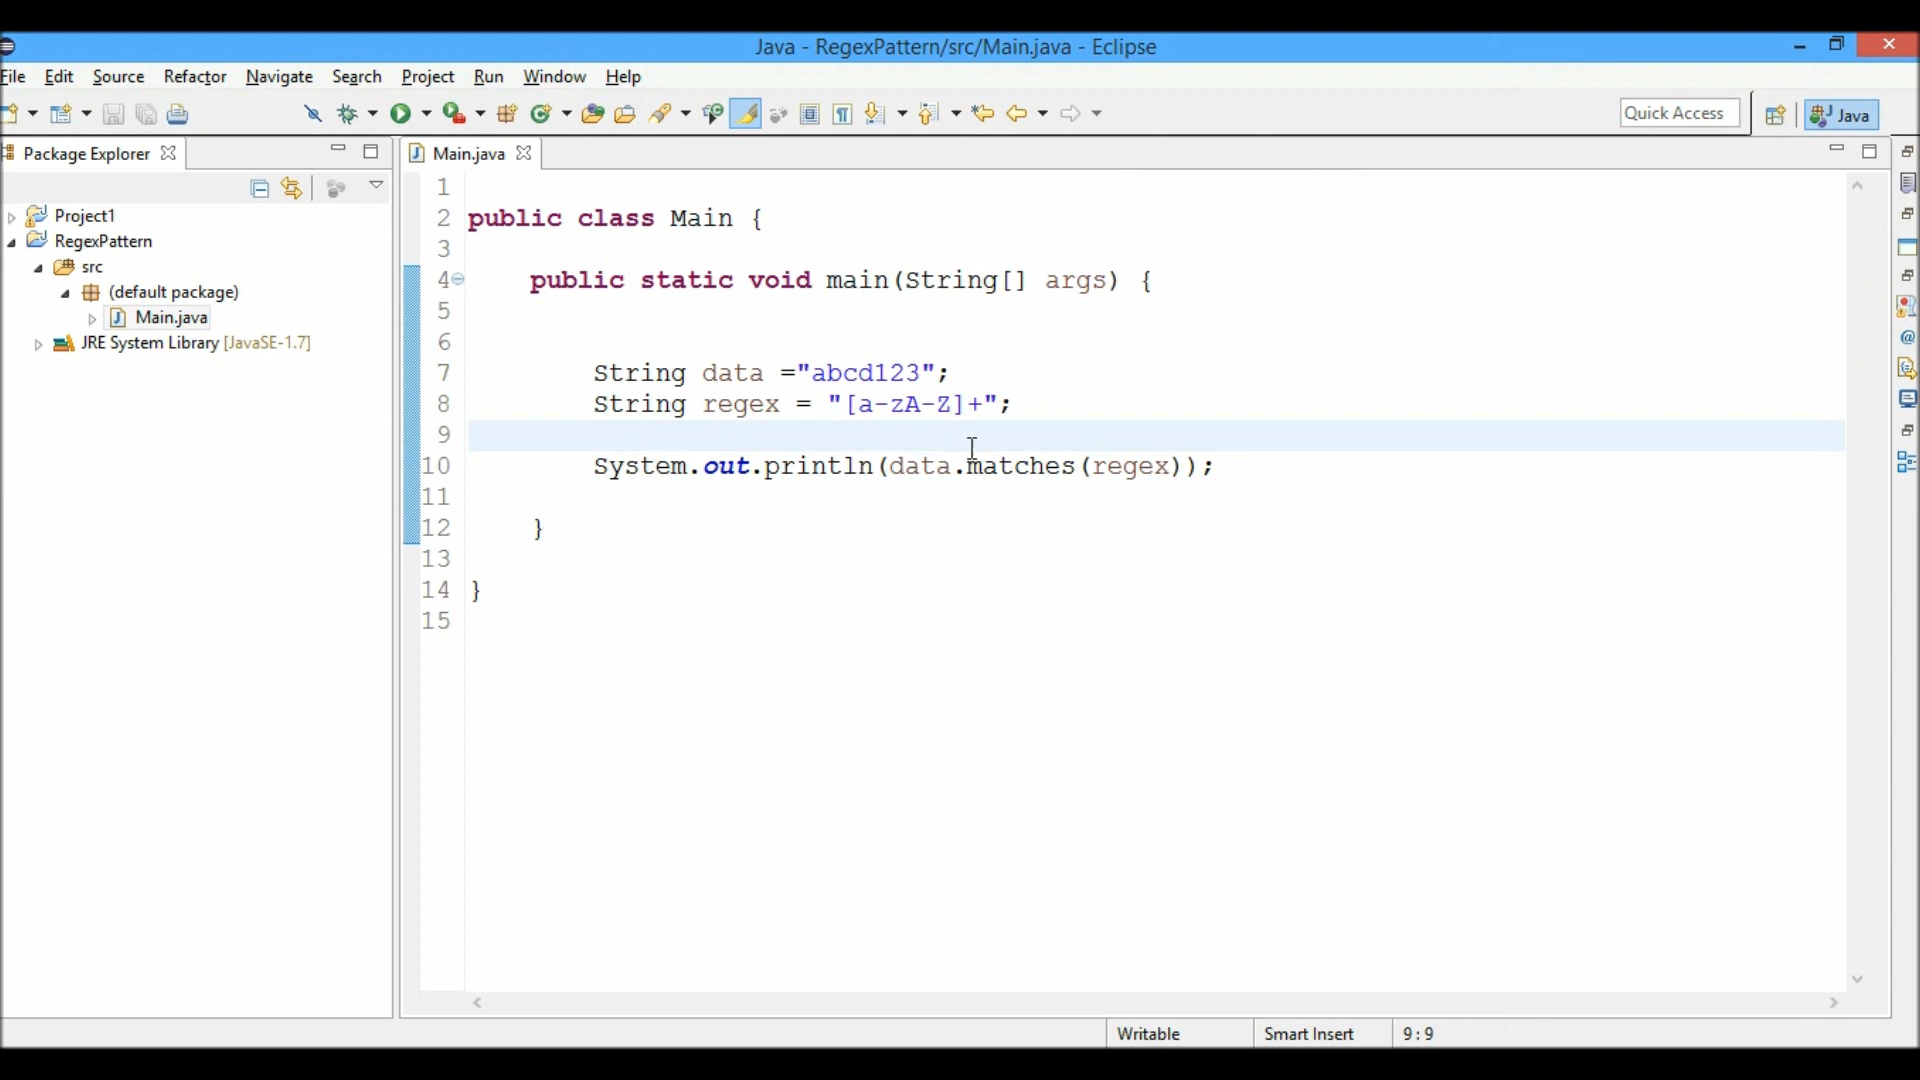 Java - RegexPattern/src/Main.java - Eclipse
File Edit Source Refactor Navigate Search Project Run Window Help
Quick Access
Java
Package Explorer
Main.java
Project1
RegexPattern
src
(default package)
Main.java
JRE System Library [JavaSE-1.7]
1
2 public class Main {
3
4 public static void main(String[] args) {
5
6
7 String data ="abcd123";
8 String regex = "[a-zA-Z]+";
9
10 System.out.println(data.matches(regex));
11
12 }
13
14 }
15
Writable Smart Insert 9 : 9